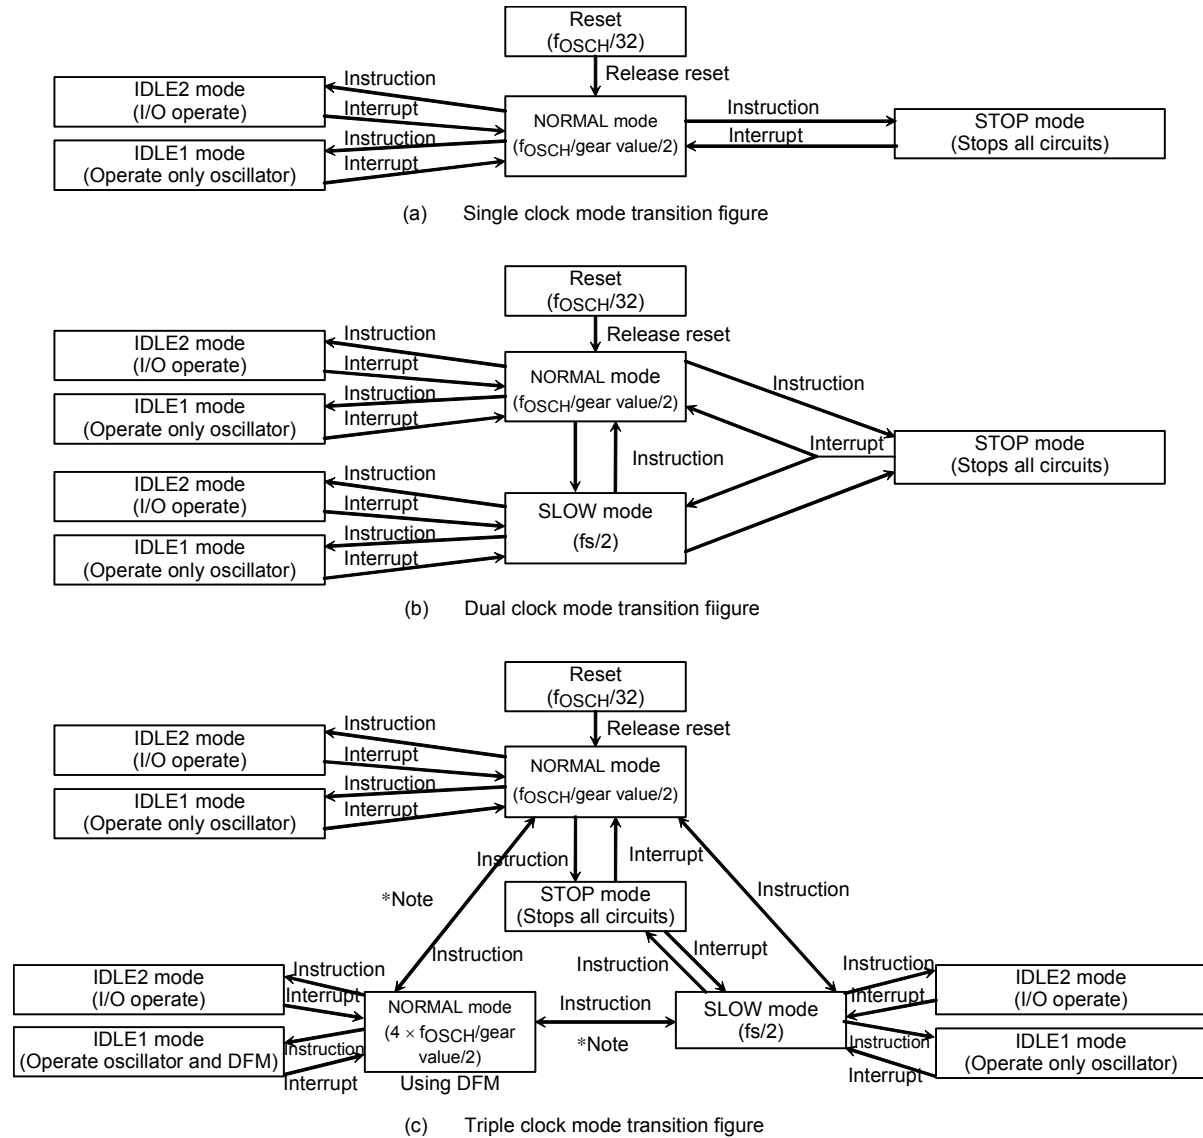 Reset
(fOSCH/32)
Release reset
IDLE2 mode
(I/O operate)
Instruction
Interrupt
IDLE1 mode
(Operate only oscillator)
Instruction
Interrupt
NORMAL mode
(fOSCH/gear value/2)
Instruction
Interrupt
STOP mode
(Stops all circuits)
(a) Single clock mode transition figure
Reset
(fOSCH/32)
Release reset
IDLE2 mode
(I/O operate)
Instruction
Interrupt
IDLE1 mode
(Operate only oscillator)
Instruction
Interrupt
NORMAL mode
(fOSCH/gear value/2)
Instruction
Interrupt
STOP mode
(Stops all circuits)
Instruction
IDLE2 mode
(I/O operate)
Instruction
Interrupt
IDLE1 mode
(Operate only oscillator)
Instruction
Interrupt
SLOW mode
(fs/2)
(b) Dual clock mode transition fiigure
Reset
(fOSCH/32)
Release reset
IDLE2 mode
(I/O operate)
Instruction
Interrupt
IDLE1 mode
(Operate only oscillator)
Instruction
Interrupt
NORMAL mode
(fOSCH/gear value/2)
Instruction
Interrupt
*Note
STOP mode
(Stops all circuits)
Instruction
Instruction
Interrupt
Instruction
IDLE2 mode
(I/O operate)
Instruction
Interrupt
IDLE1 mode
(Operate oscillator and DFM)
Instruction
Interrupt
NORMAL mode
(4 × fOSCH/gear
value/2)
Using DFM
Instruction
*Note
SLOW mode
(fs/2)
Instruction
Interrupt
IDLE2 mode
(I/O operate)
Instruction
Interrupt
IDLE1 mode
(Operate only oscillator)
(c) Triple clock mode transition figure